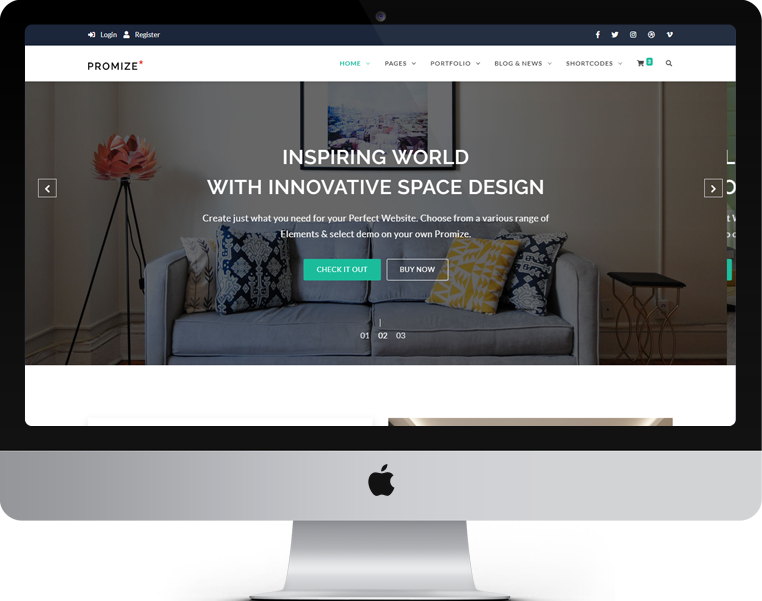 Login Register
PROMIZE*
HOME PAGES PORTFOLIO BLOG & NEWS SHORTCODES
INSPIRING WORLD
WITH INNOVATIVE SPACE DESIGN
Create just what you need for your Perfect Website. Choose from a various range of
Elements & select demo on your own Promize.
CHECK IT OUT BUY NOW
01 02 03